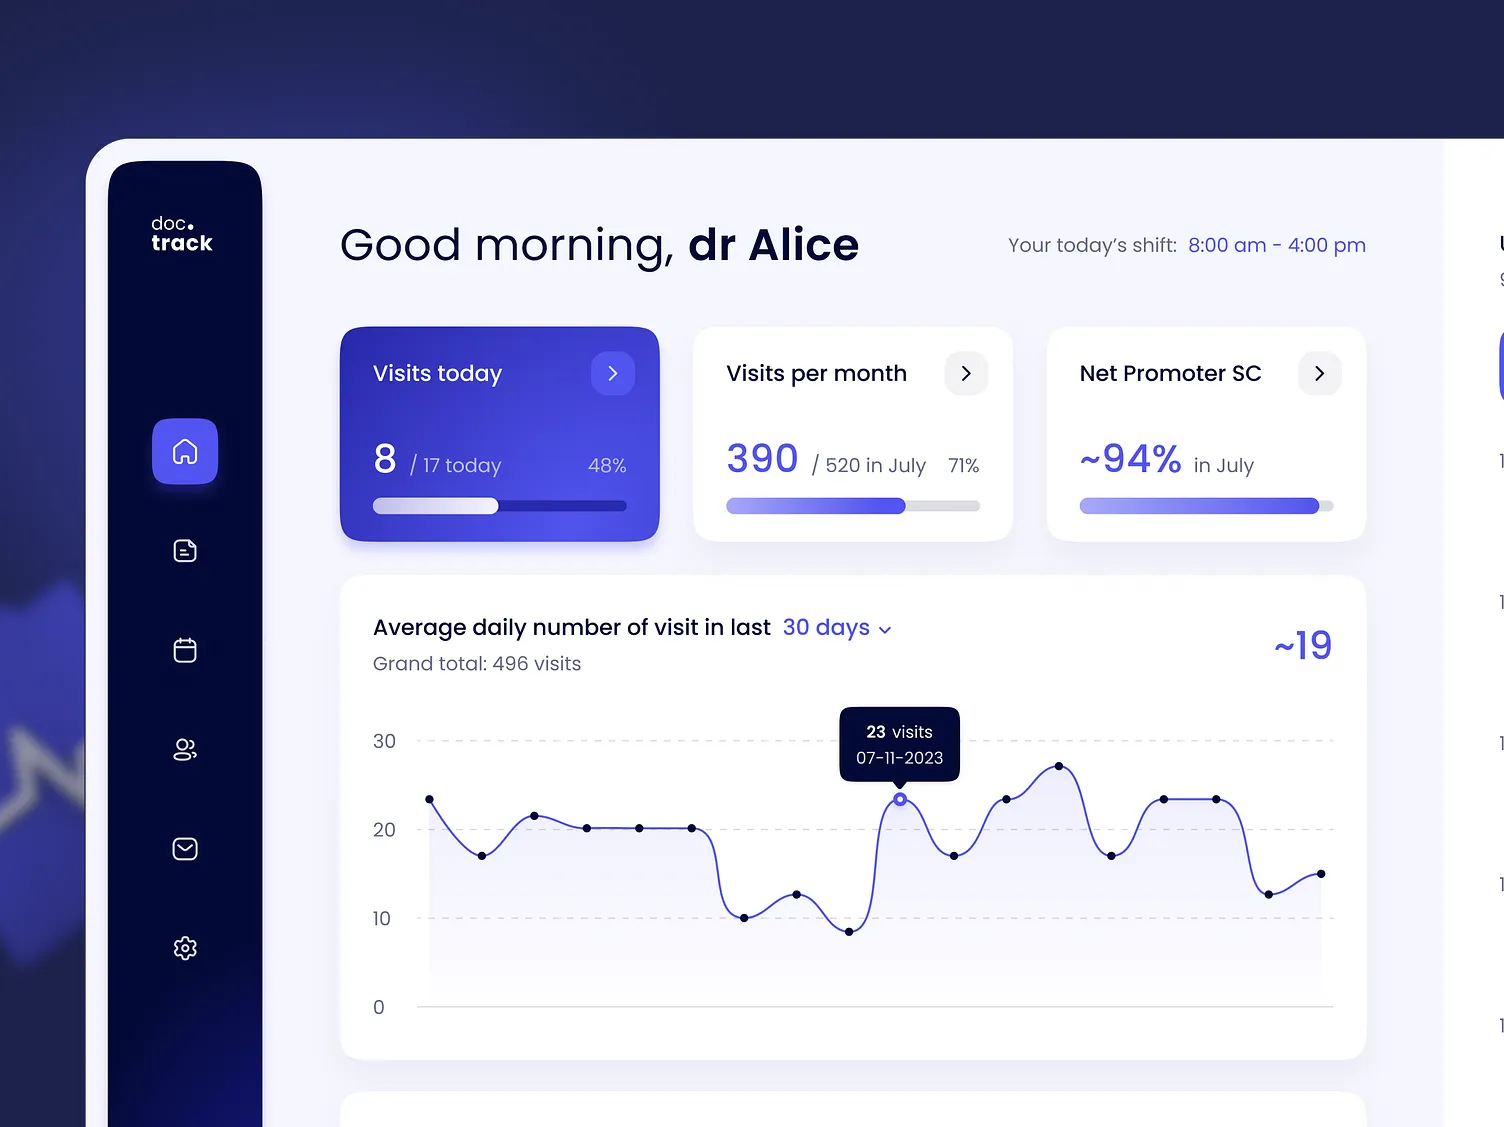 doc.
track
Good morning, dr Alice
Your today's shift: 8:00 am - 4:00 pm
Visits today
8 / 17 today 48%
Visits per month
390 / 520 in July 71%
Net Promoter SC
~94% in July
Average daily number of visit in last 30 days
Grand total: 496 visits
~19
23 visits
07-11-2023
30
20
10
0